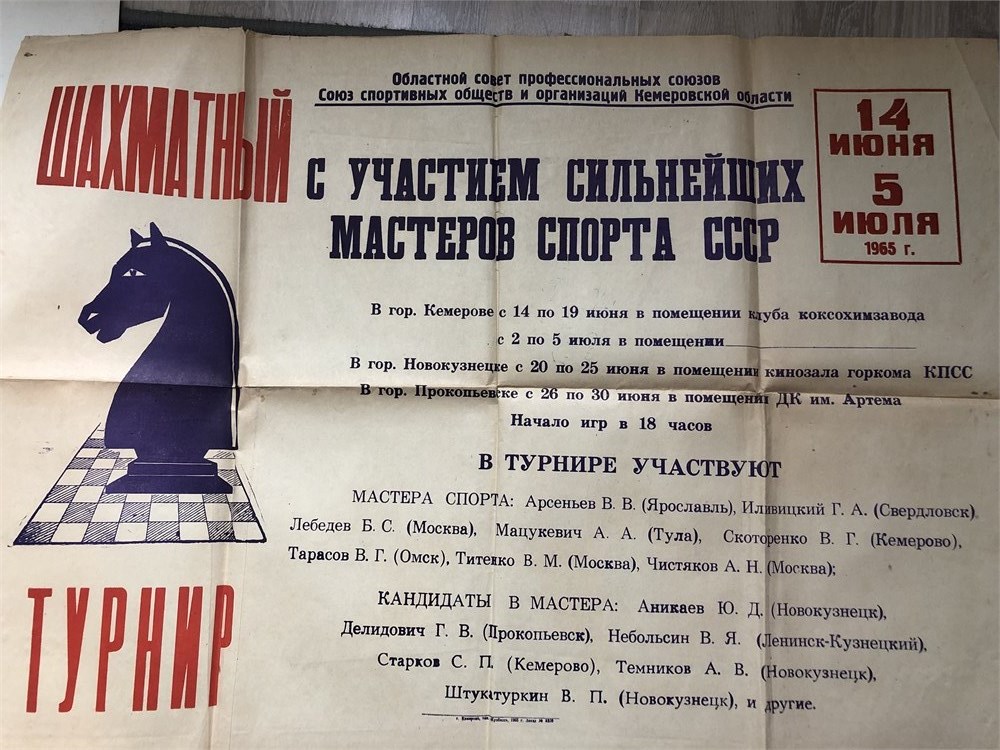 ШАХМАТНЫЙ
ТУРНИР
Областной совет профессиональных союзов
Союз спортивных обществ и организаций Кемеровской области
14
ИЮНЯ
5
ИЮЛЯ
1965 г.
С УЧАСТИЕМ СИЛЬНЕЙШИХ
МАСТЕРОВ СПОРТА СССР
В гор. Кемерове с 14 по 19 июня в помещении клуба коксохимзавода
с 2 по 5 июля в помещении
В гор. Новокузнецке с 20 по 25 июня в помещении кинозала горкома КПСС
В гор. Прокопьевске с 26 по 30 июня в помещении ДК им. Артема
Начало игр в 18 часов
В ТУРНИРЕ УЧАСТВУЮТ
МАСТЕРА СПОРТА: Арсеньев В. В. (Ярославль), Иливицкий Г. А. (Свердловск)
Лебедев Б. С. (Москва), Мацукевич А. А. (Тула), Скоторенко В. Г. (Кемерово),
Тарасов В. Г. (Омск), Титенко В. М. (Москва), Чистяков А. Н. (Москва);
КАНДИДАТЫ В МАСТЕРА: Аникаев Ю. Д. (Новокузнецк),
Делидович Г. В. (Прокопьевск), Небольсин В. Я. (Ленинск-Кузнецкий),
Старков С. П. (Кемерово), Темников А. В. (Новокузнецк),
Штукатуркин В. П. (Новокузнецк), и другие.